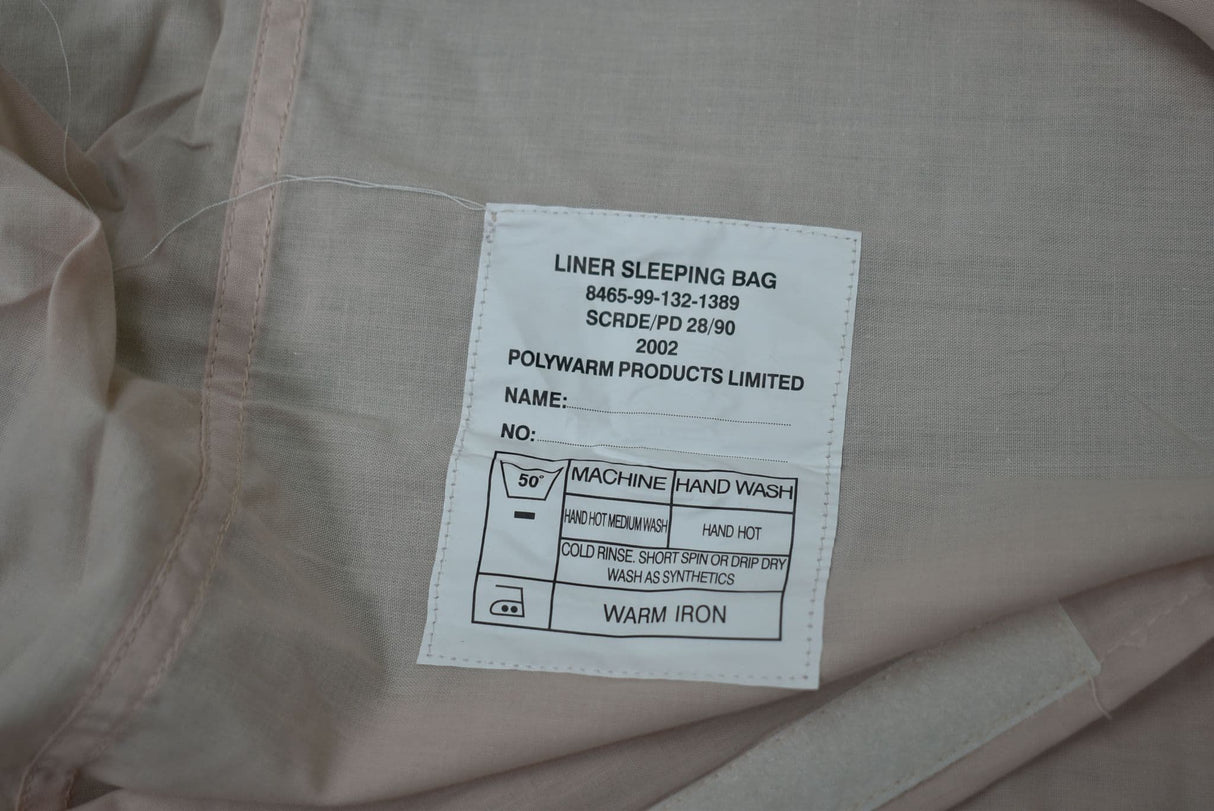 LINER SLEEPING BAG
8465-99-132-1389
SCRDE/PD 28/90
2002
POLYWARM PRODUCTS LIMITED
NAME:
NO:
50° MACHINE HAND WASH
HAND HOT MEDIUM WASH HAND HOT
COLD RINSE. SHORT SPIN OR DRIP DRY
WASH AS SYNTHETICS
WARM IRON